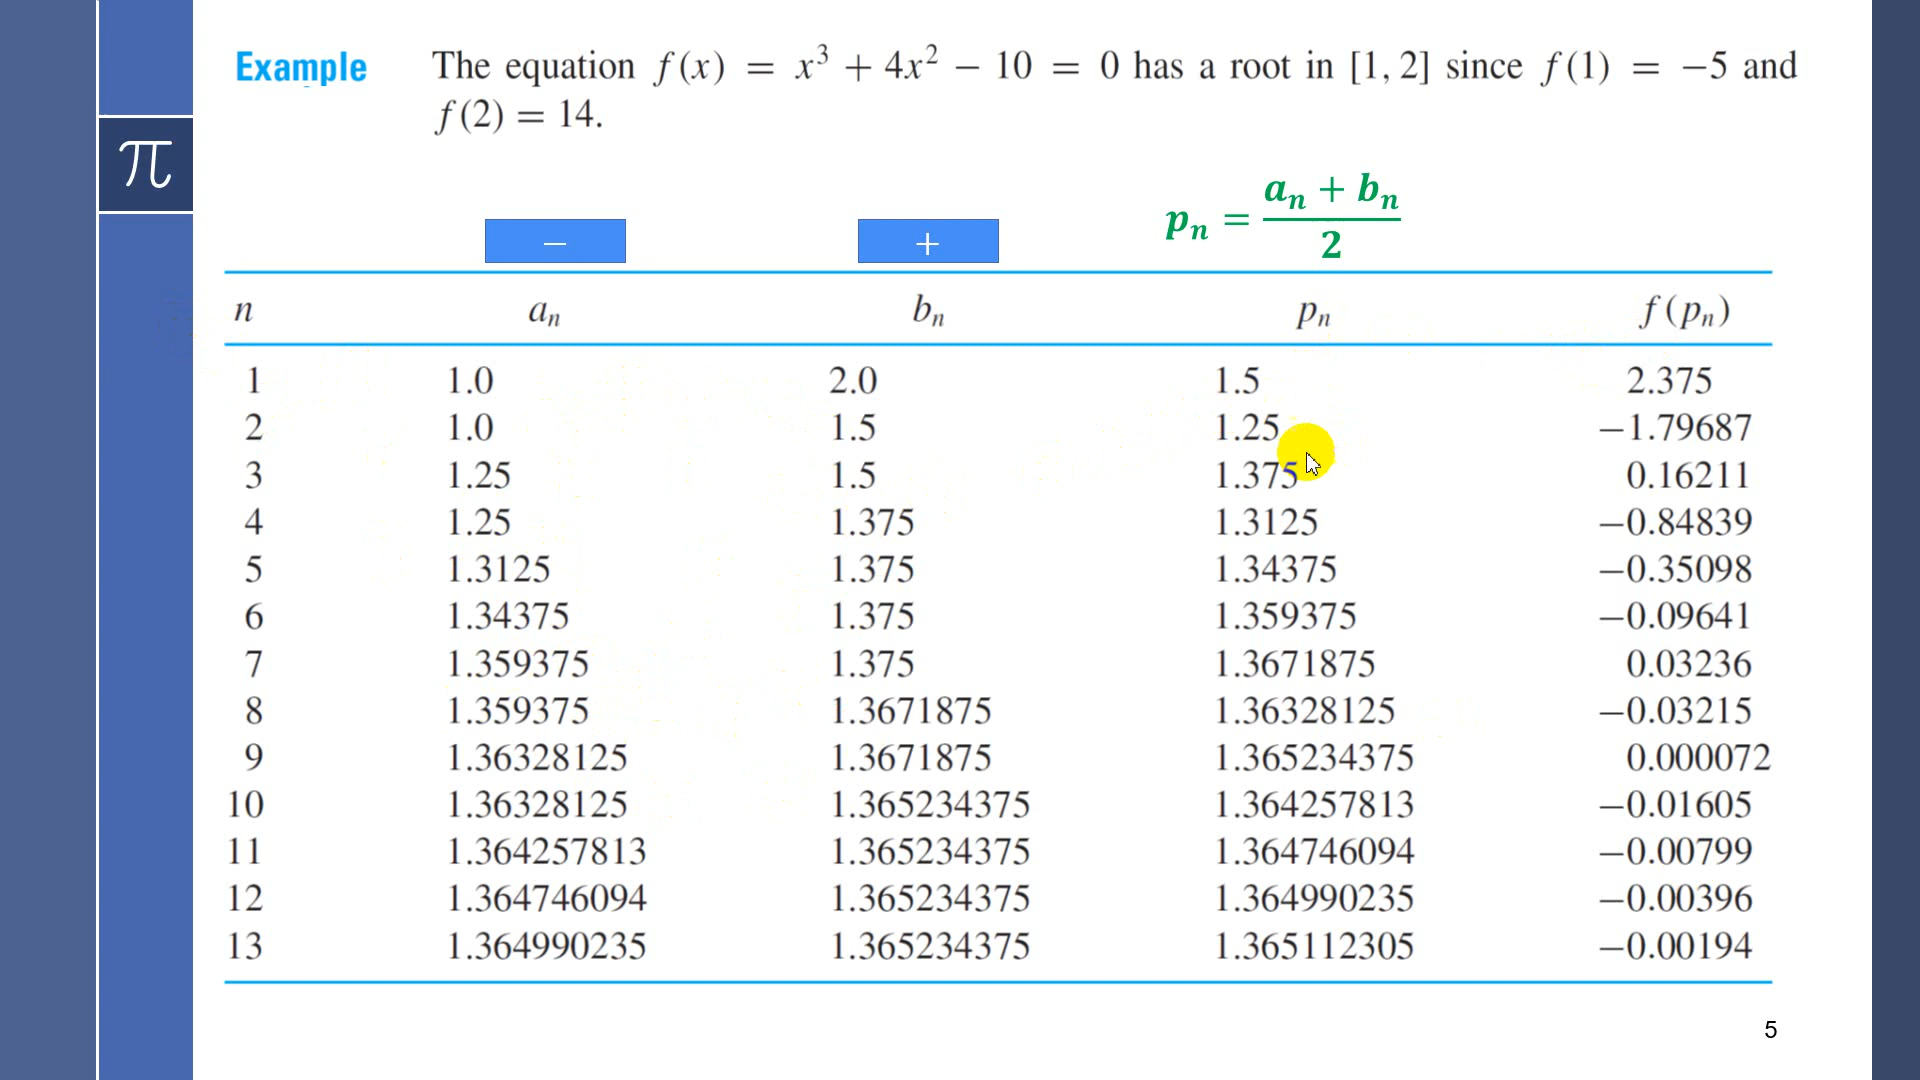 Example The equation f(x) = x³ + 4x² − 10 = 0 has a root in [1, 2] since f(1) = −5 and
f(2) = 14.
π
− + pₙ = (aₙ + bₙ)/2
n aₙ bₙ pₙ f(pₙ)
1 1.0 2.0 1.5 2.375
2 1.0 1.5 1.25 −1.79687
3 1.25 1.5 1.375 0.16211
4 1.25 1.375 1.3125 −0.84839
5 1.3125 1.375 1.34375 −0.35098
6 1.34375 1.375 1.359375 −0.09641
7 1.359375 1.375 1.3671875 0.03236
8 1.359375 1.3671875 1.36328125 −0.03215
9 1.36328125 1.3671875 1.365234375 0.000072
10 1.36328125 1.365234375 1.364257813 −0.01605
11 1.364257813 1.365234375 1.364746094 −0.00799
12 1.364746094 1.365234375 1.364990235 −0.00396
13 1.364990235 1.365234375 1.365112305 −0.00194
5